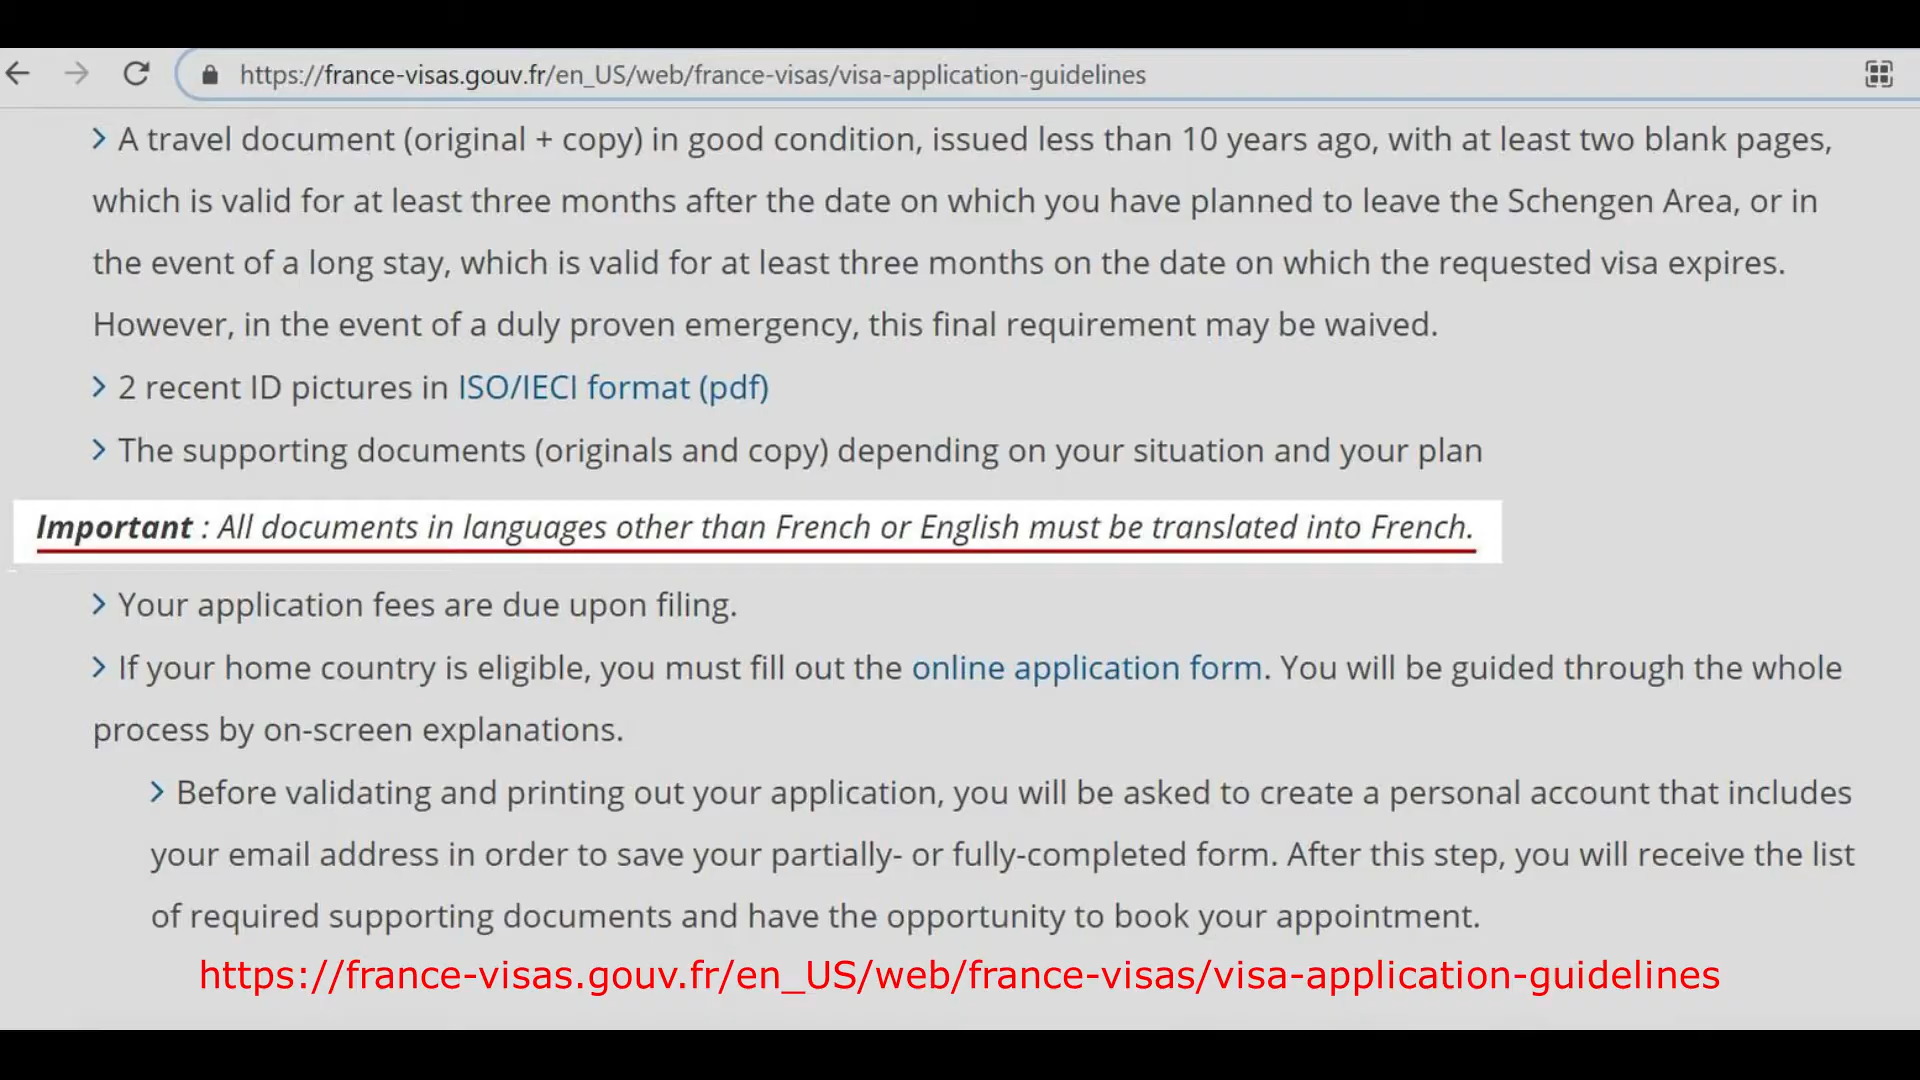 https://france-visas.gouv.fr/en_US/web/france-visas/visa-application-guidelines
A travel document (original + copy) in good condition, issued less than 10 years ago, with at least two blank pages,
which is valid for at least three months after the date on which you have planned to leave the Schengen Area, or in
the event of a long stay, which is valid for at least three months on the date on which the requested visa expires.
However, in the event of a duly proven emergency, this final requirement may be waived.
2 recent ID pictures in ISO/IECI format (pdf)
The supporting documents (originals and copy) depending on your situation and your plan
Important : All documents in languages other than French or English must be translated into French.
Your application fees are due upon filing.
If your home country is eligible, you must fill out the online application form. You will be guided through the whole
process by on-screen explanations.
Before validating and printing out your application, you will be asked to create a personal account that includes
your email address in order to save your partially- or fully-completed form. After this step, you will receive the list
of required supporting documents and have the opportunity to book your appointment.
https://france-visas.gouv.fr/en_US/web/france-visas/visa-application-guidelines